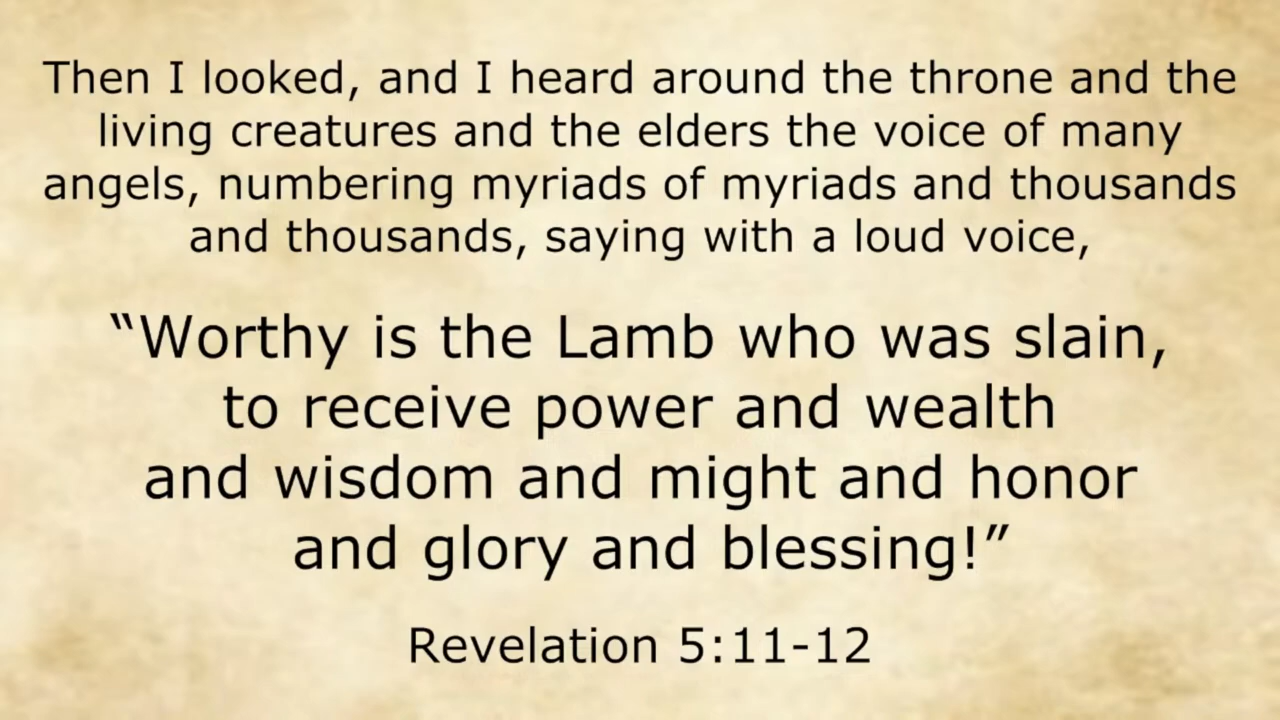 Then I looked, and I heard around the throne and the
living creatures and the elders the voice of many
angels, numbering myriads of myriads and thousands
and thousands, saying with a loud voice,
“Worthy is the Lamb who was slain,
to receive power and wealth
and wisdom and might and honor
and glory and blessing!”
Revelation 5:11-12